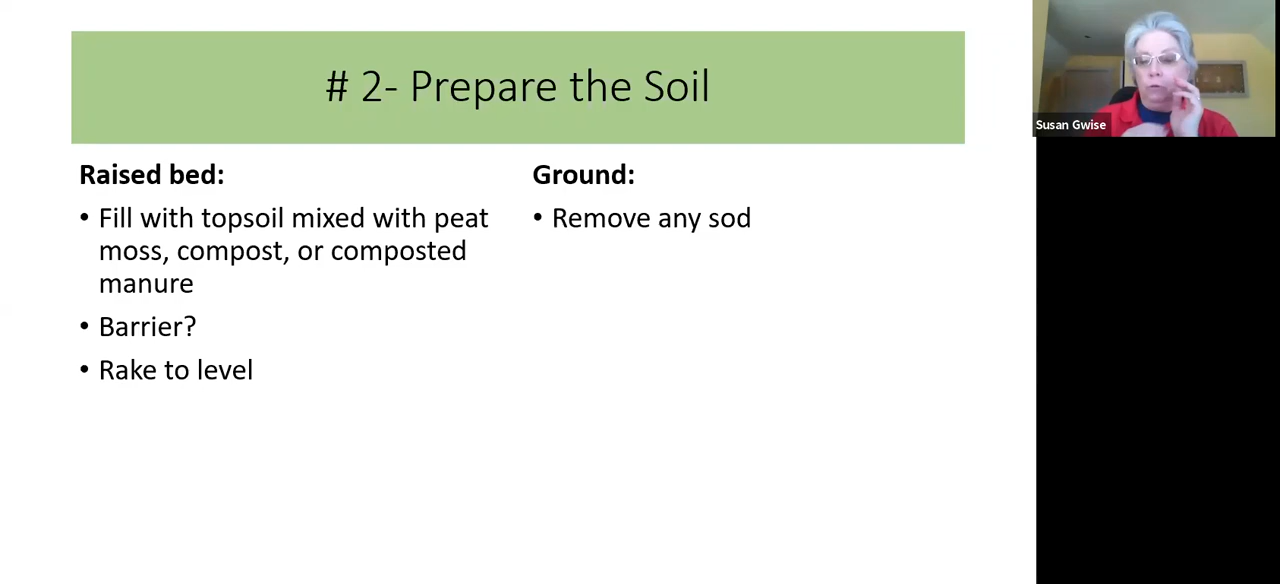 # 2- Prepare the Soil
Raised bed:
• Fill with topsoil mixed with peat
moss, compost, or composted
manure
• Barrier?
• Rake to level
Ground:
• Remove any sod
Susan Gwise